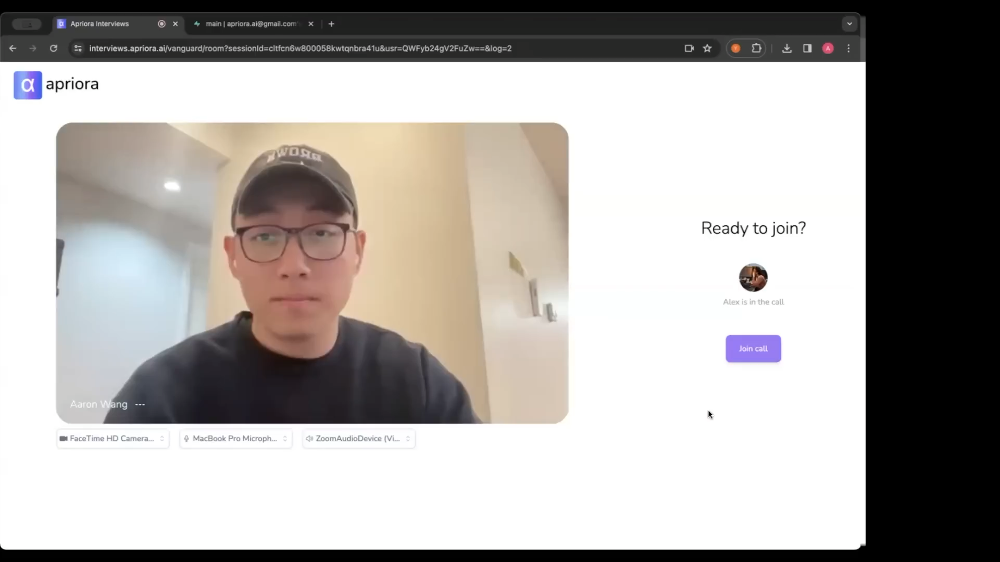 Apriora Interviews
main | apriora.ai@gmail.com'
interviews.apriora.ai/vanguard/room?sessionId=cltfcn6w800058kwtqnbra41u&usr=QWFyb24gV2FuZw==&log=2
Y
A
α apriora
BROWN
Ready to join?
Alex is in the call
Join call
Aaron Wang ---
FaceTime HD Camera...
MacBook Pro Microph...
ZoomAudioDevice (Vi...